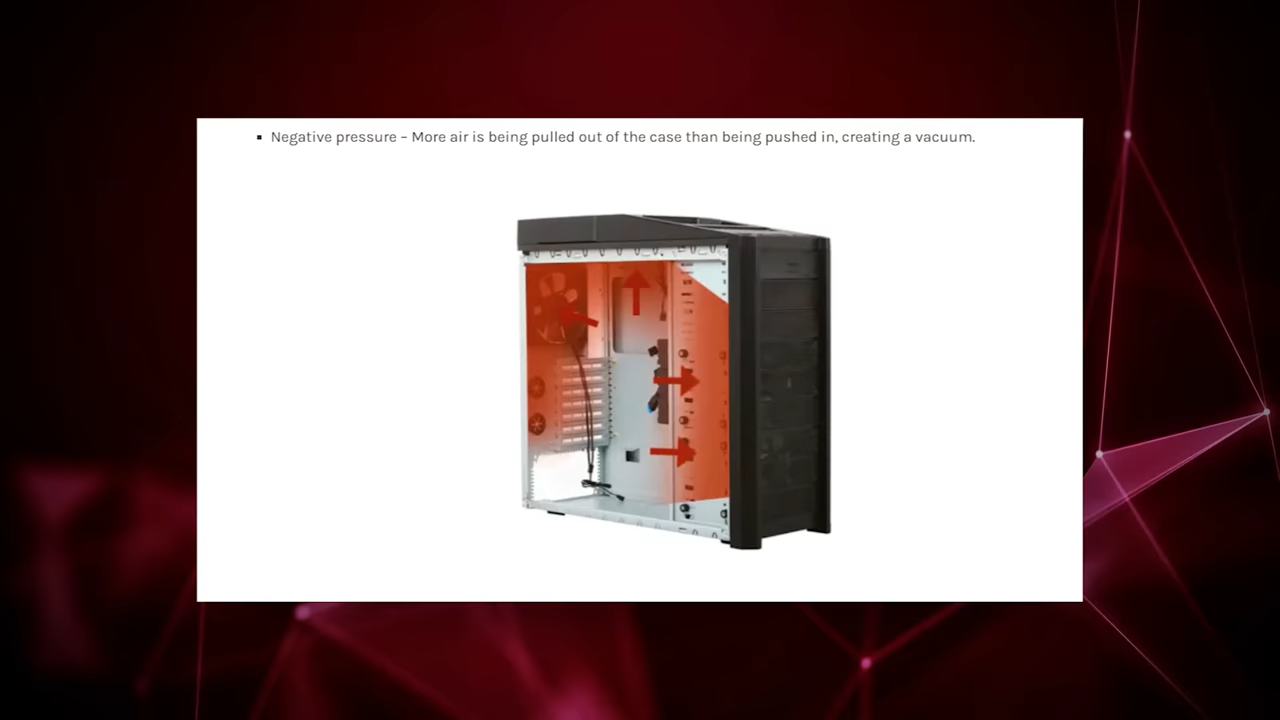 ▪ Negative pressure – More air is being pulled out of the case than being pushed in, creating a vacuum.